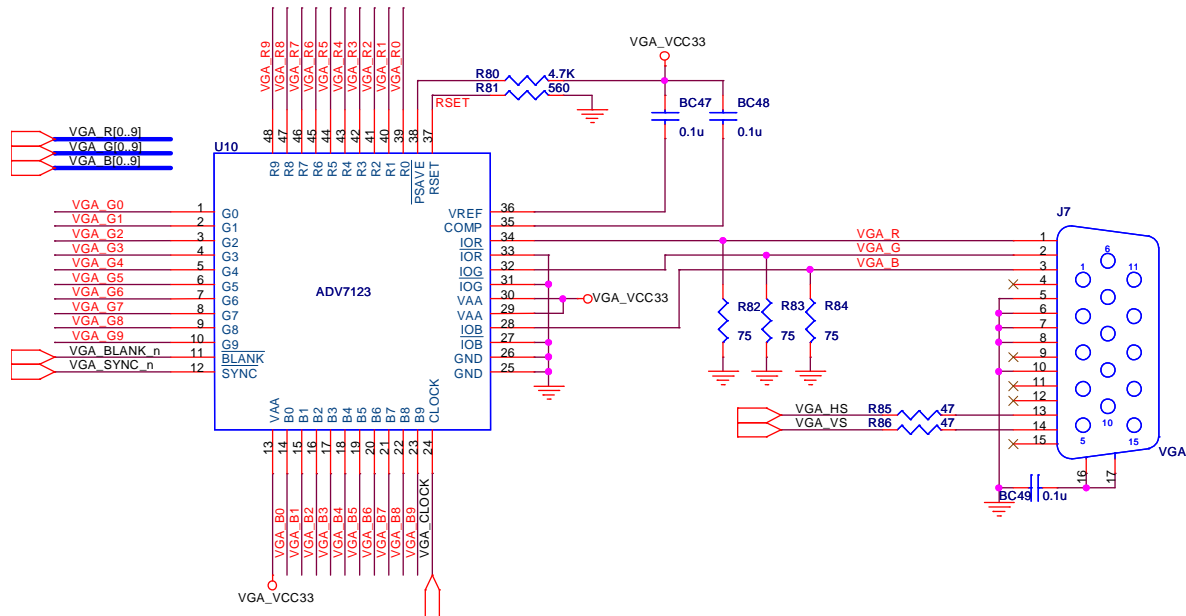 VGA_R9
VGA_R8
VGA_R7
VGA_R6
VGA_R5
VGA_R4
VGA_R3
VGA_R2
VGA_R1
VGA_R0
VGA_VCC33
R80 4.7K
R81 560
RSET
BC47
0.1u
BC48
0.1u
VGA_R[0..9]
VGA_G[0..9]
VGA_B[0..9]
U10
48 47 46 45 44 43 42 41 40 39 38 37
R9 R8 R7 R6 R5 R4 R3 R2 R1 R0 PSAVE RSET
VGA_G0 1 G0
VGA_G1 2 G1
VGA_G2 3 G2
VGA_G3 4 G3
VGA_G4 5 G4
VGA_G5 6 G5
VGA_G6 7 G6
VGA_G7 8 G7
VGA_G8 9 G8
VGA_G9 10 G9
VGA_BLANK_n 11 BLANK
VGA_SYNC_n 12 SYNC
ADV7123
VREF 36
COMP 35
IOR 34
IOR 33
IOG 32
IOG 31
VAA 30
VAA 29
IOB 28
IOB 27
GND 26
GND 25
VGA_VCC33
VGA_R
VGA_G
VGA_B
R82
75
R83
75
R84
75
VGA_HS R85 47
VGA_VS R86 47
J7
1
2
3
4
5
6
7
8
9
10
11
12
13
14
15
6
1 11
5 10 15
VGA
16 17
BC49 0.1u
VAA B0 B1 B2 B3 B4 B5 B6 B7 B8 B9 CLOCK
13 14 15 16 17 18 19 20 21 22 23 24
VGA_B0
VGA_B1
VGA_B2
VGA_B3
VGA_B4
VGA_B5
VGA_B6
VGA_B7
VGA_B8
VGA_B9
VGA_CLOCK
VGA_VCC33